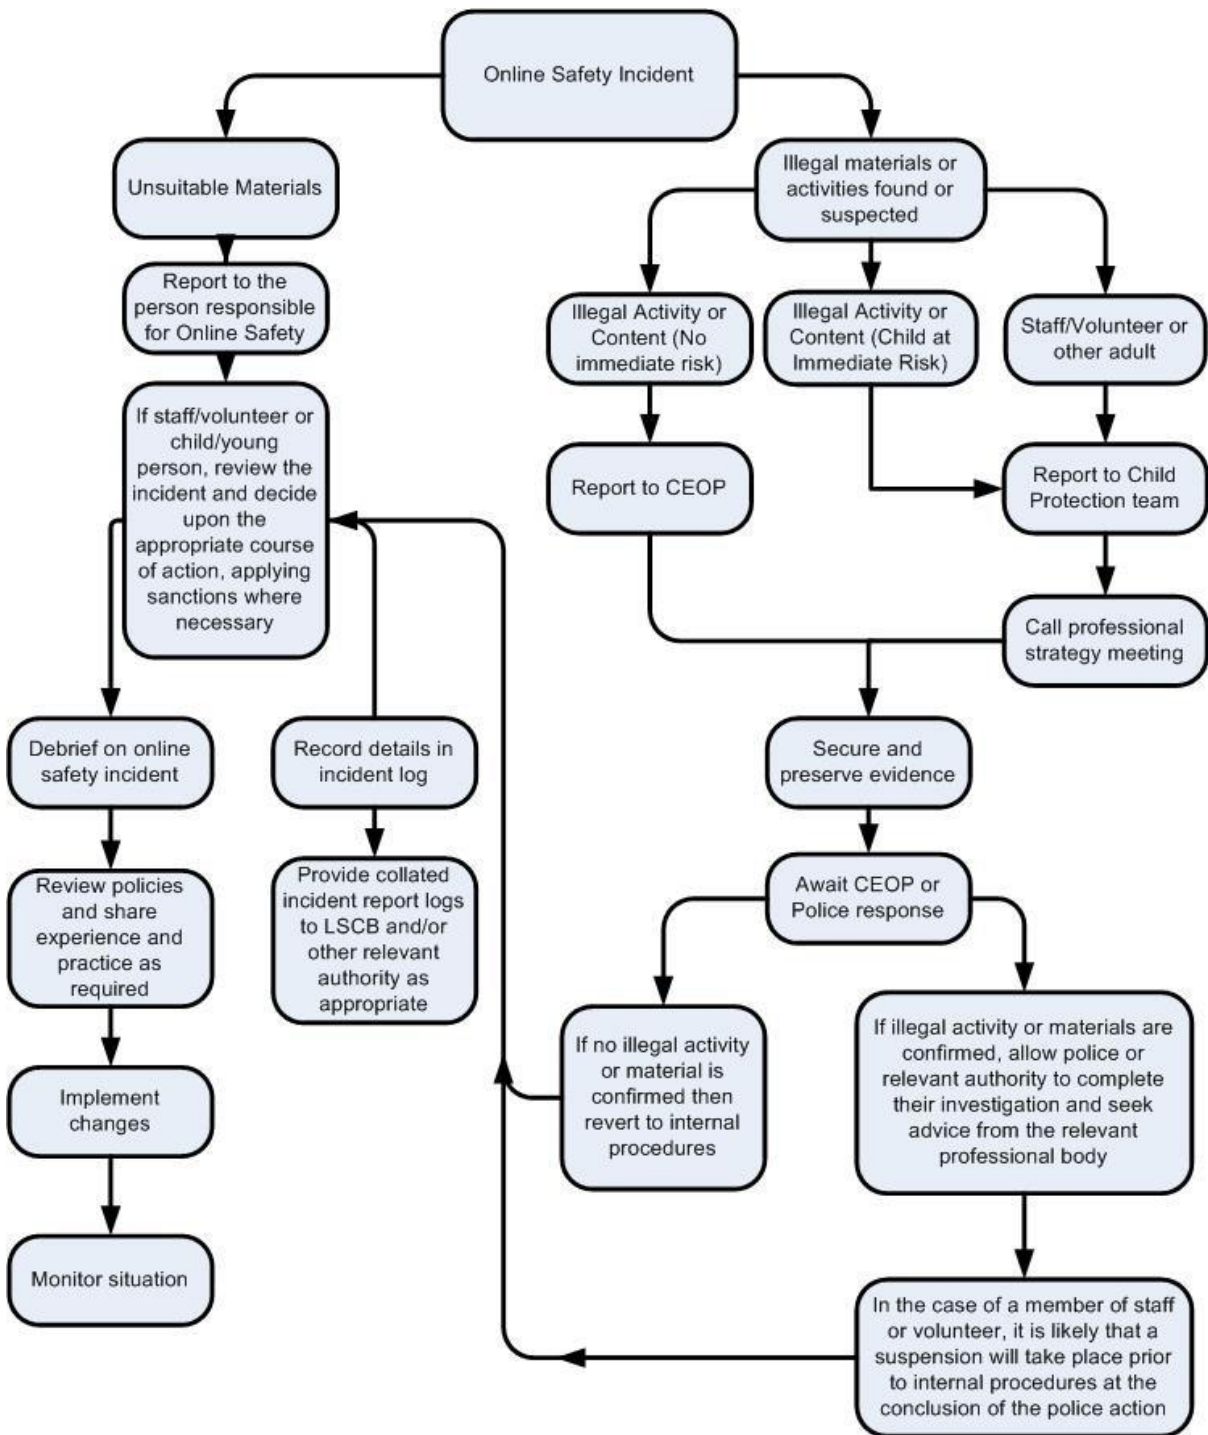 Online Safety Incident
Unsuitable Materials
Illegal materials or
activities found or
suspected
Report to the
person responsible
for Online Safety
Illegal Activity or
Content (No
immediate risk)
Illegal Activity or
Content (Child at
Immediate Risk)
Staff/Volunteer or
other adult
If staff/volunteer or
child/young
person, review the
incident and decide
upon the
appropriate course
of action, applying
sanctions where
necessary
Report to CEOP
Report to Child
Protection team
Call professional
strategy meeting
Debrief on online
safety incident
Record details in
incident log
Secure and
preserve evidence
Review policies
and share
experience and
practice as
required
Provide collated
incident report logs
to LSCB and/or
other relevant
authority as
appropriate
Await CEOP or
Police response
If no illegal activity
or material is
confirmed then
revert to internal
procedures
If illegal activity or materials are
confirmed, allow police or
relevant authority to complete
their investigation and seek
advice from the relevant
professional body
Implement
changes
Monitor situation
In the case of a member of staff
or volunteer, it is likely that a
suspension will take place prior
to internal procedures at the
conclusion of the police action